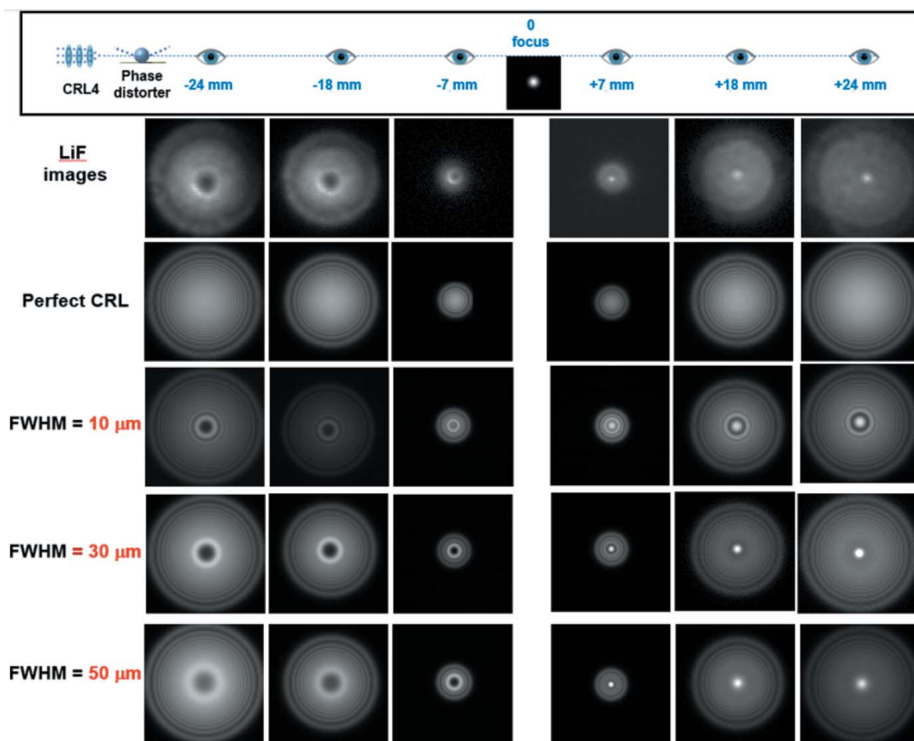 0
focus
CRL4
Phase
distorter
-24 mm
-18 mm
-7 mm
+7 mm
+18 mm
+24 mm
LiF
images
Perfect CRL
FWHM = 10 μm
FWHM = 30 μm
FWHM = 50 μm